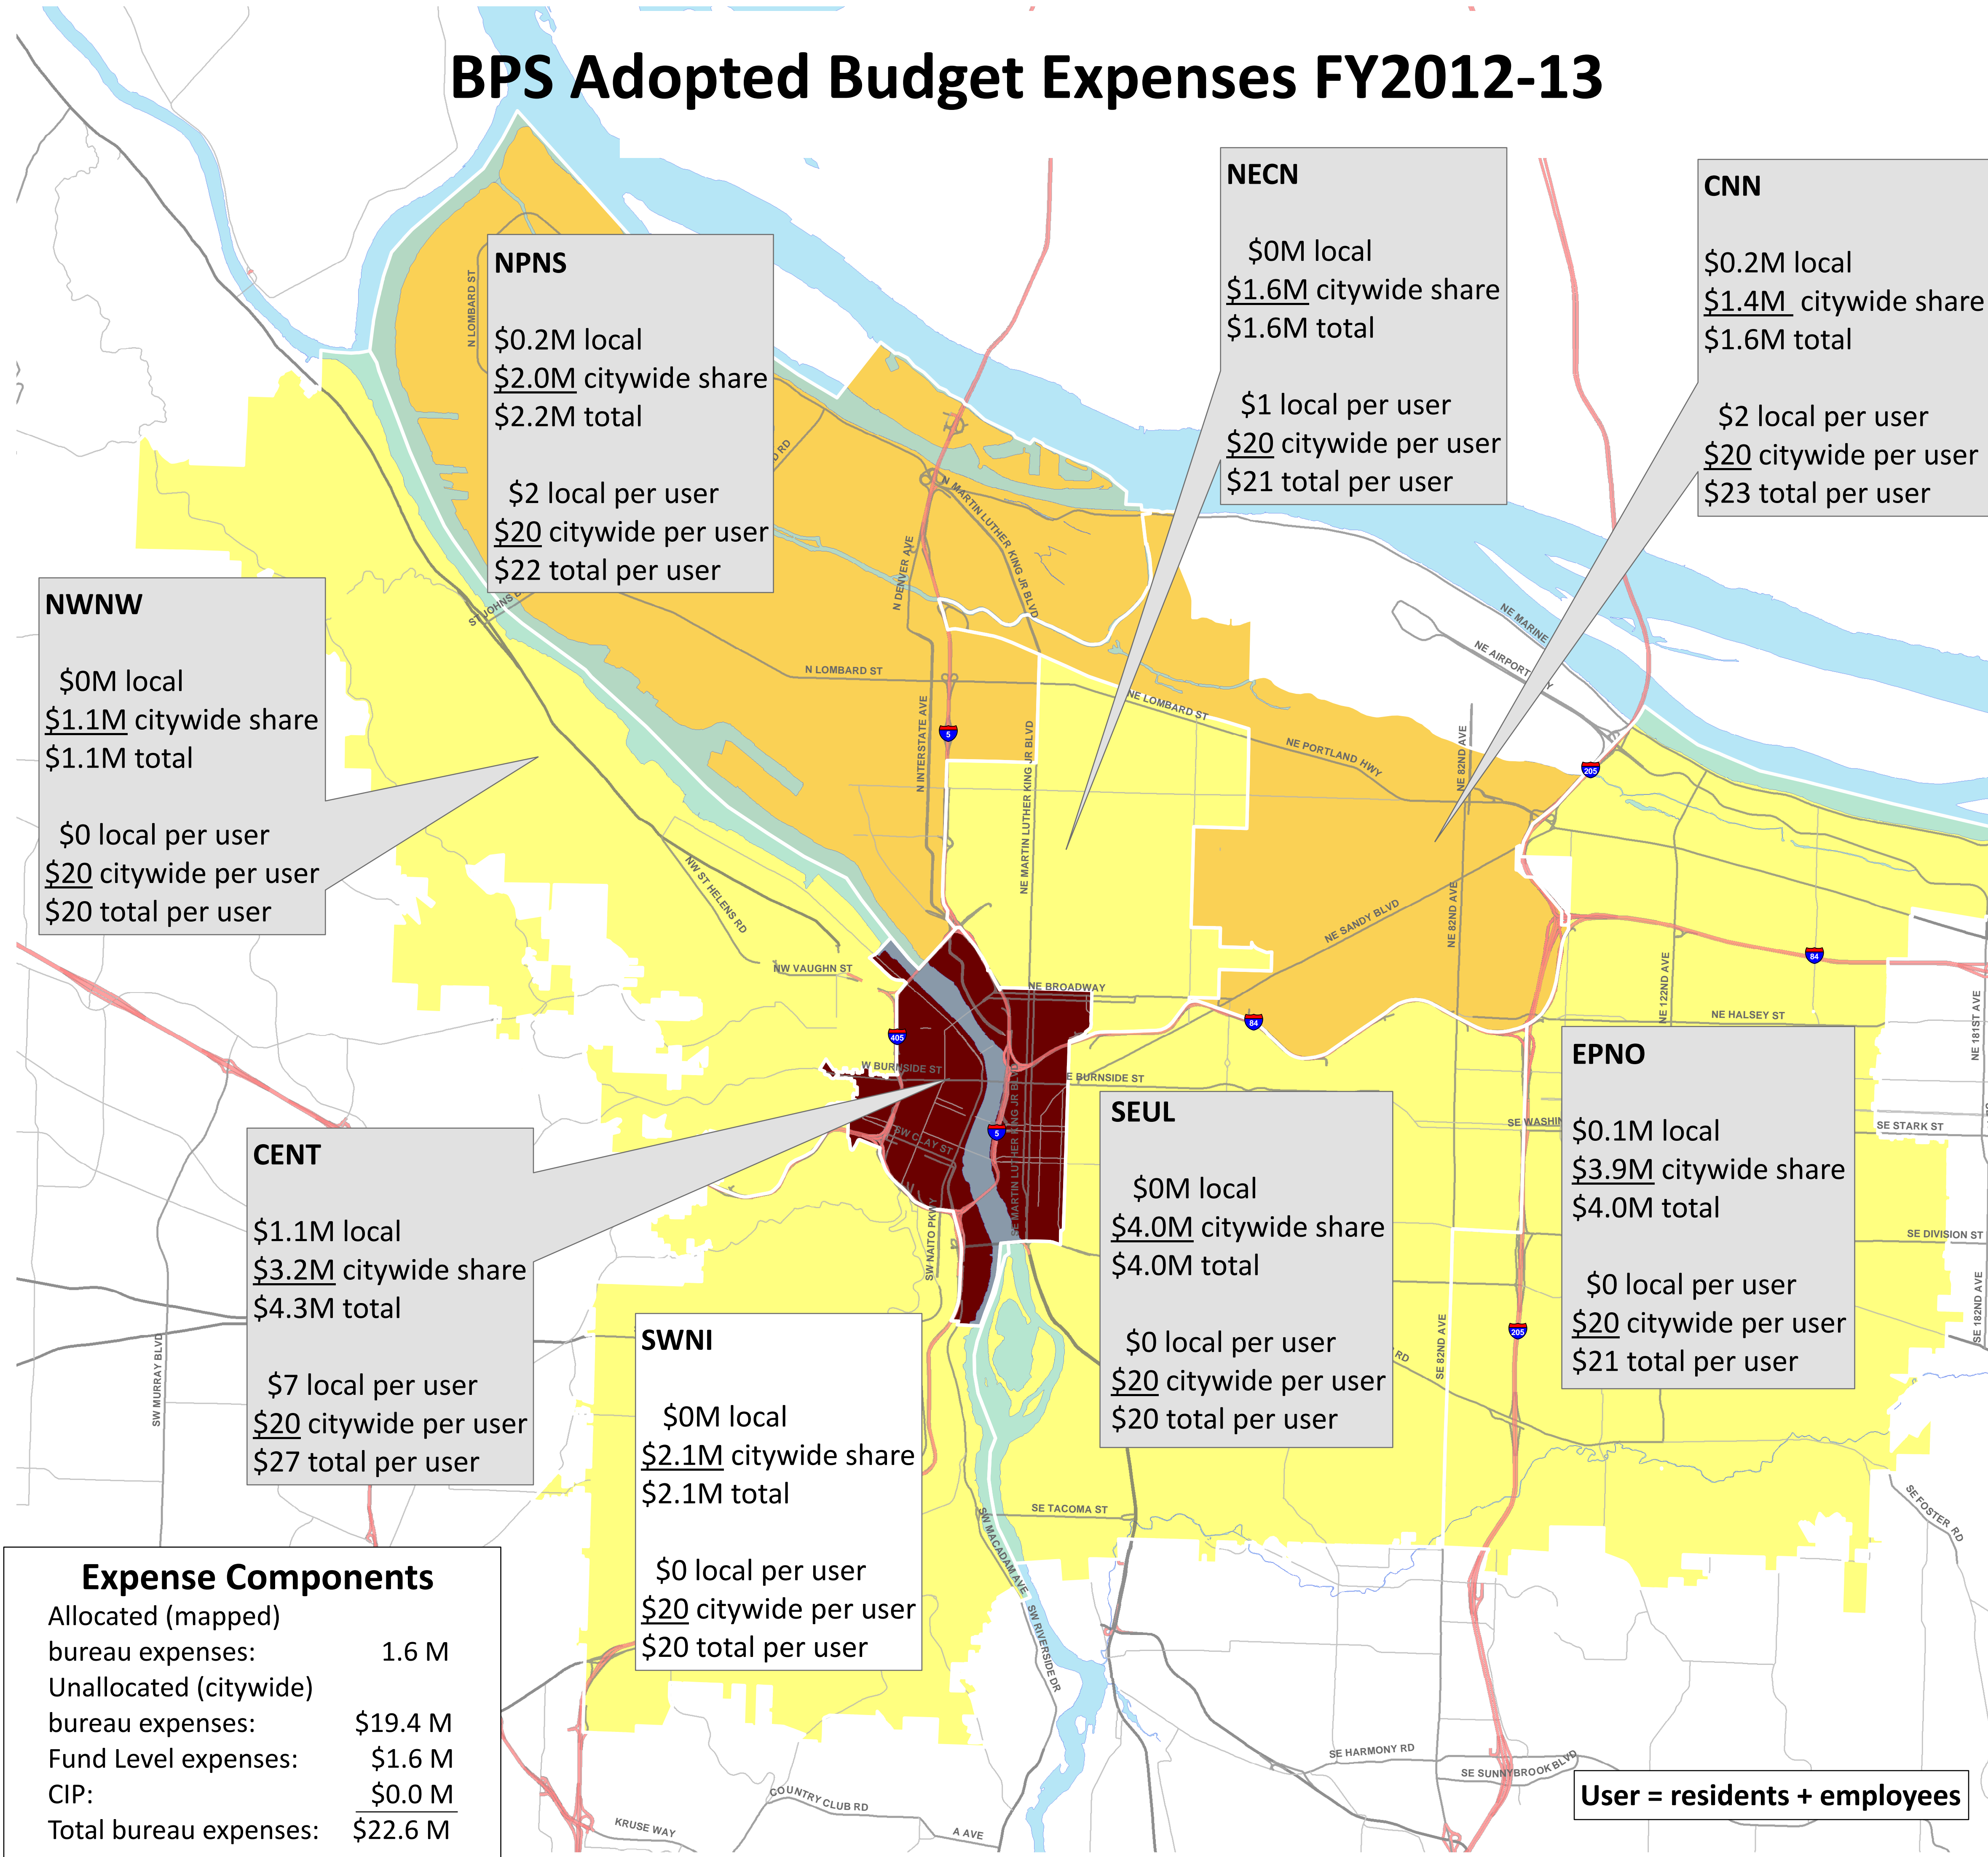 BPS Adopted Budget Expenses FY2012-13
NECN
$0M local
$1.6M citywide share
$1.6M total
$1 local per user
$20 citywide per user
$21 total per user
CNN
$0.2M local
$1.4M citywide share
$1.6M total
$2 local per user
$20 citywide per user
$23 total per user
NPNS
$0.2M local
$2.0M citywide share
$2.2M total
$2 local per user
$20 citywide per user
$22 total per user
NWNW
$0M local
$1.1M citywide share
$1.1M total
$0 local per user
$20 citywide per user
$20 total per user
EPNO
$0.1M local
$3.9M citywide share
$4.0M total
$0 local per user
$20 citywide per user
$21 total per user
SEUL
$0M local
$4.0M citywide share
$4.0M total
$0 local per user
$20 citywide per user
$20 total per user
CENT
$1.1M local
$3.2M citywide share
$4.3M total
$7 local per user
$20 citywide per user
$27 total per user
SWNI
$0M local
$2.1M citywide share
$2.1M total
$0 local per user
$20 citywide per user
$20 total per user
Expense Components
Allocated (mapped)
bureau expenses: 1.6 M
Unallocated (citywide)
bureau expenses: $19.4 M
Fund Level expenses: $1.6 M
CIP: $0.0 M
Total bureau expenses: $22.6 M
User = residents + employees
N LOMBARD ST
RD
N MARTIN LUTHER KING JR BLVD
N DENVER AVE
ST JOHNS
N LOMBARD ST
NE LOMBARD ST
NE MARINE
NE AIRPORT
N INTERSTATE AVE
5
NE MARTIN LUTHER KING JR BLVD
NE PORTLAND HWY
NE 82ND AVE
205
NW ST HELENS RD
NE SANDY BLVD
NE 82ND AVE
NW VAUGHN ST
NE BROADWAY
84
84
NE 122ND AVE
NE HALSEY ST
NE 181ST AVE
405
W BURNSIDE ST
E BURNSIDE ST
SW CLAY ST
5
SE MARTIN LUTHER KING JR BLVD
SW NAITO PKWY
SE STARK ST
SE DIVISION ST
SE 182ND AVE
SE 82ND AVE
205
RD
SW MURRAY BLVD
SE TACOMA ST
SW MACADAM AVE
SW RIVERSIDE DR
SE FOSTER RD
SE HARMONY RD
SE SUNNYBROOK BLVD
COUNTRY CLUB RD
KRUSE WAY
A AVE